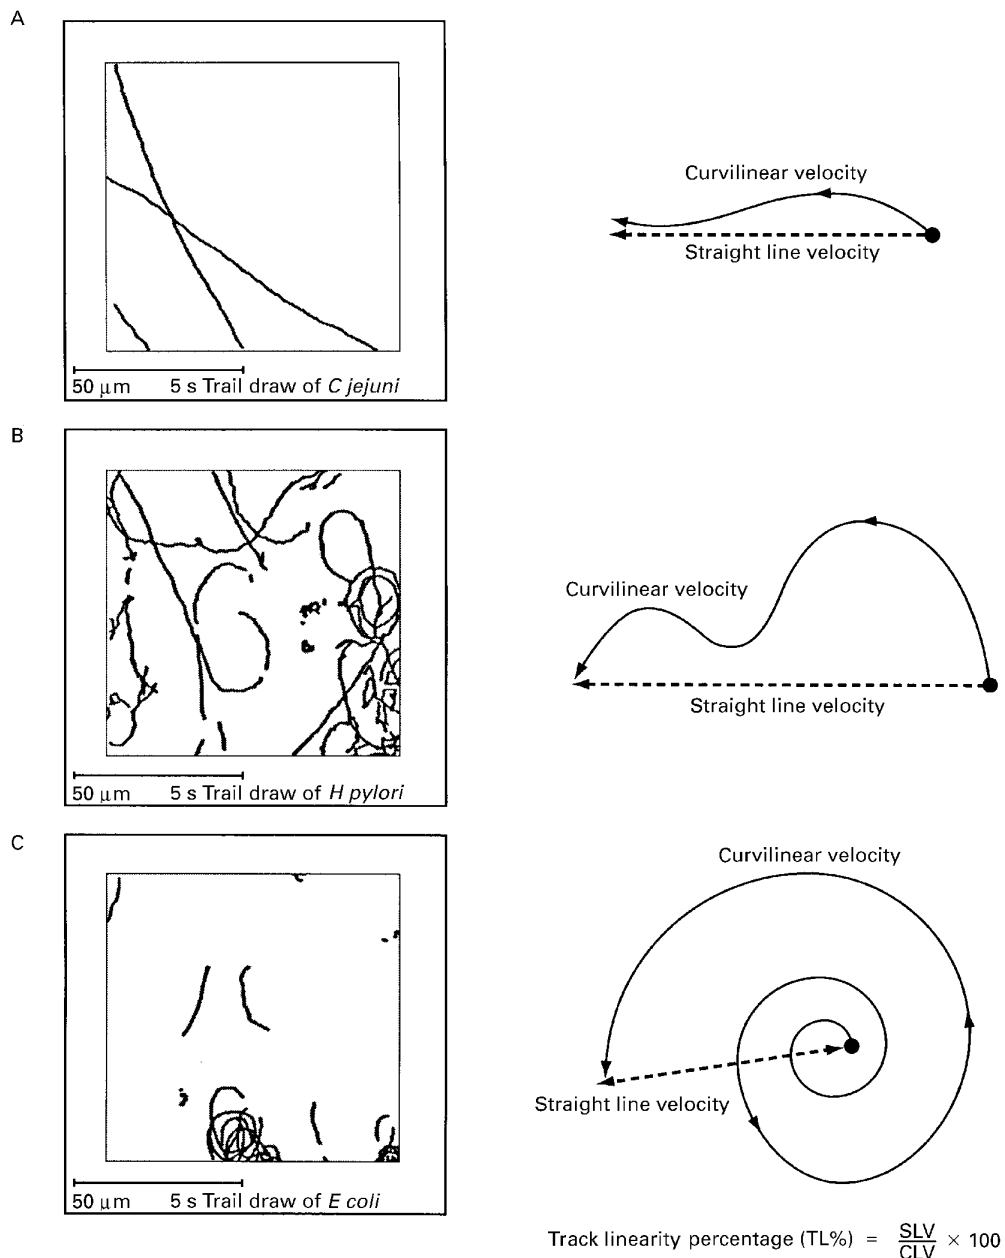 A
Curvilinear velocity
Straight line velocity
50 µm 5 s Trail draw of C jejuni
B
Curvilinear velocity
Straight line velocity
50 µm 5 s Trail draw of H pylori
C
Curvilinear velocity
Straight line velocity
50 µm 5 s Trail draw of E coli
Track linearity percentage (TL%) = SLV/CLV × 100